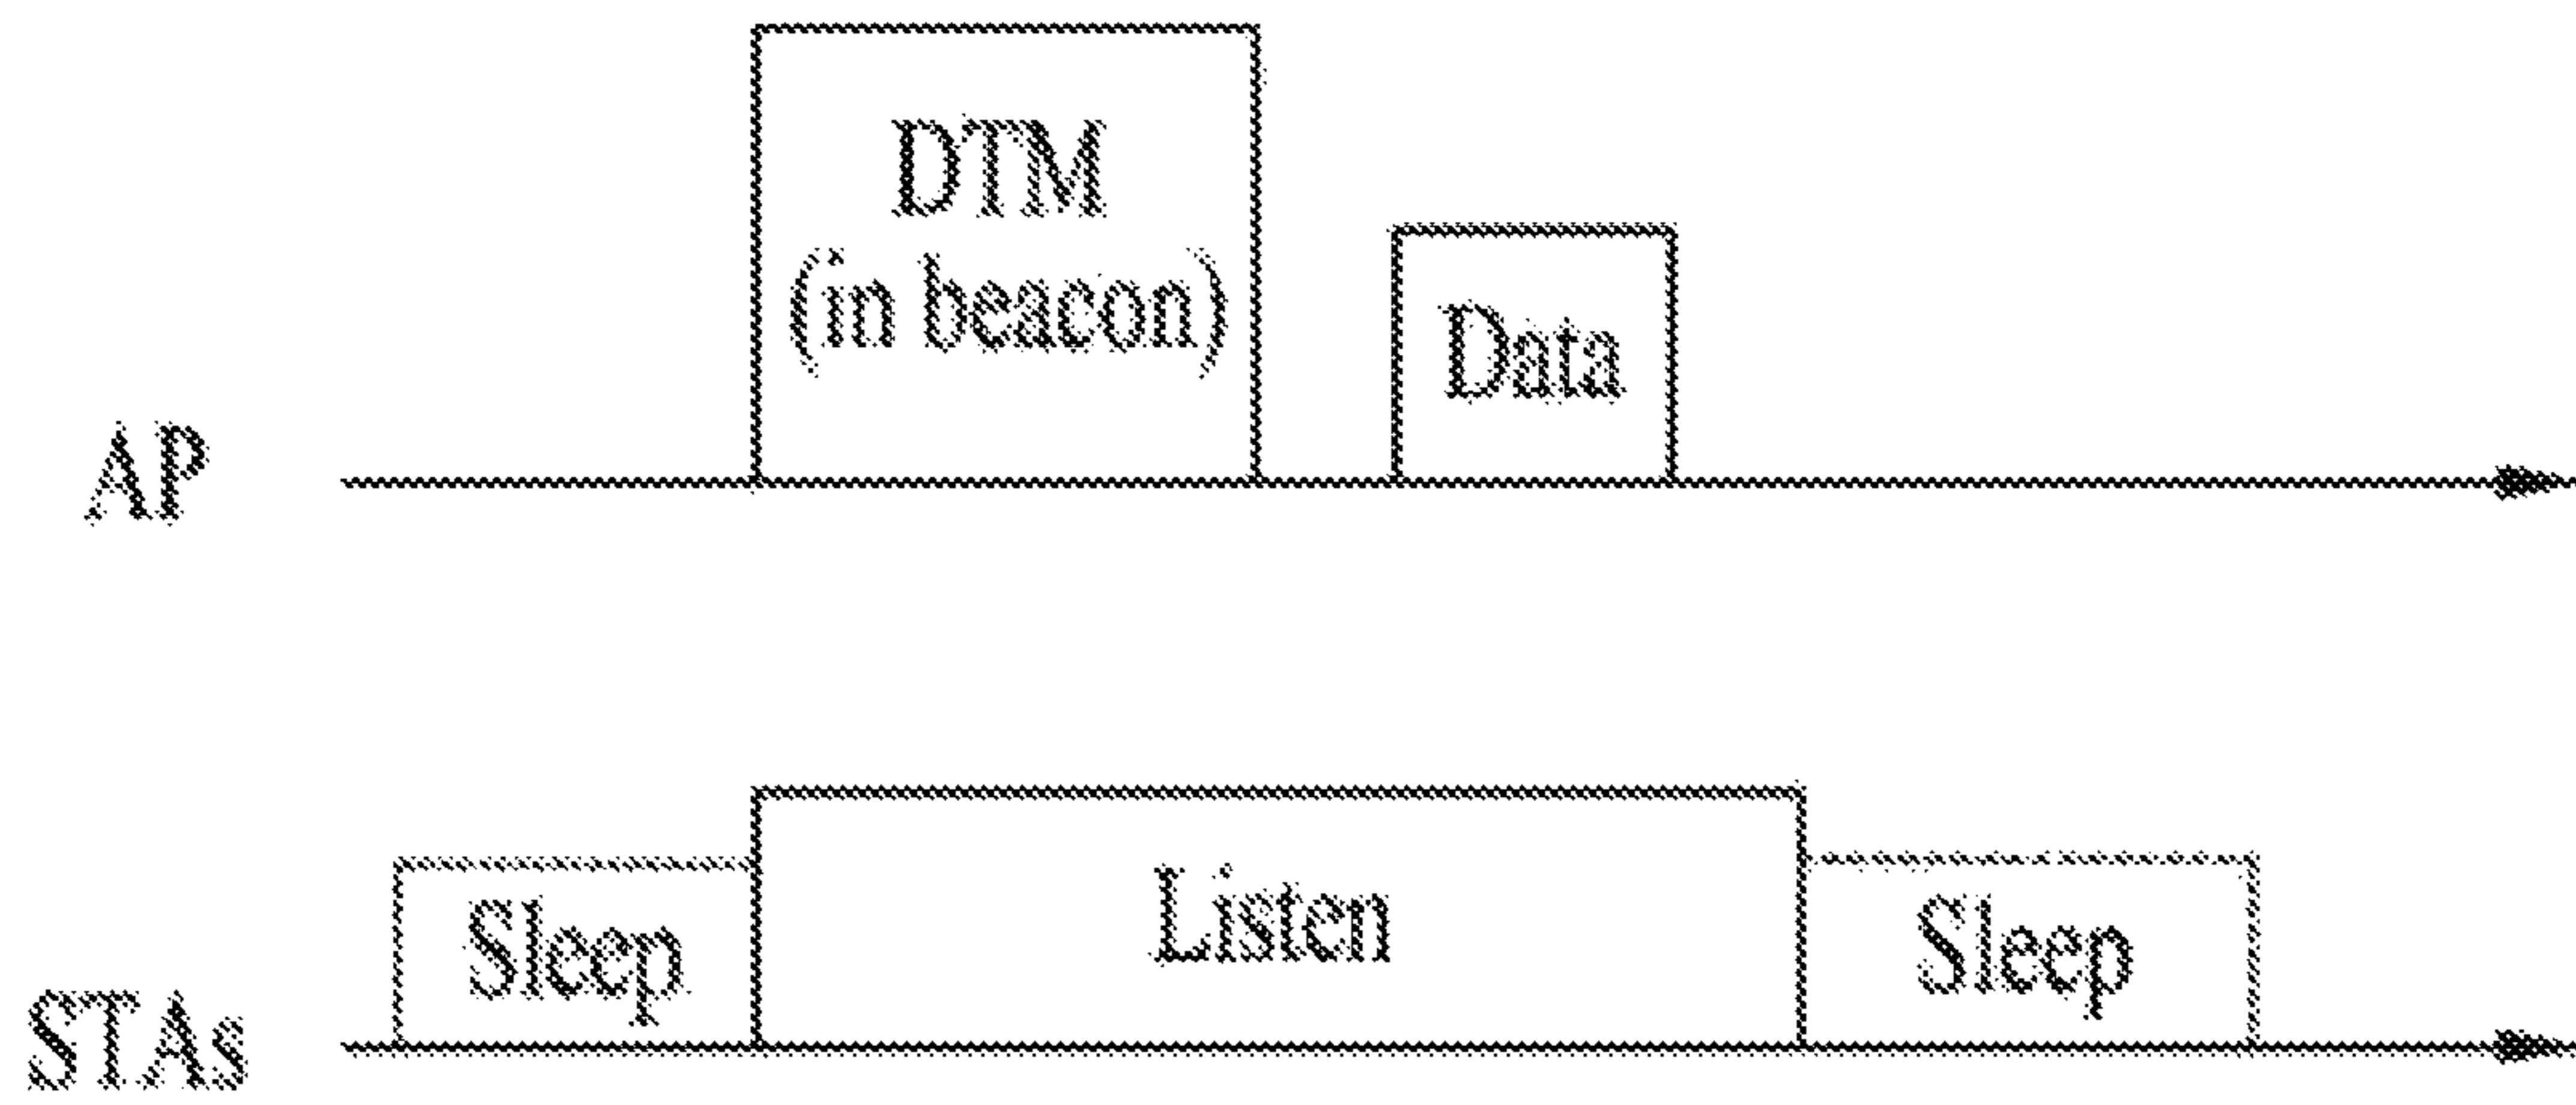 DTM
(in beacon)
Data
AP
Sleep
Listen
Sleep
STAs